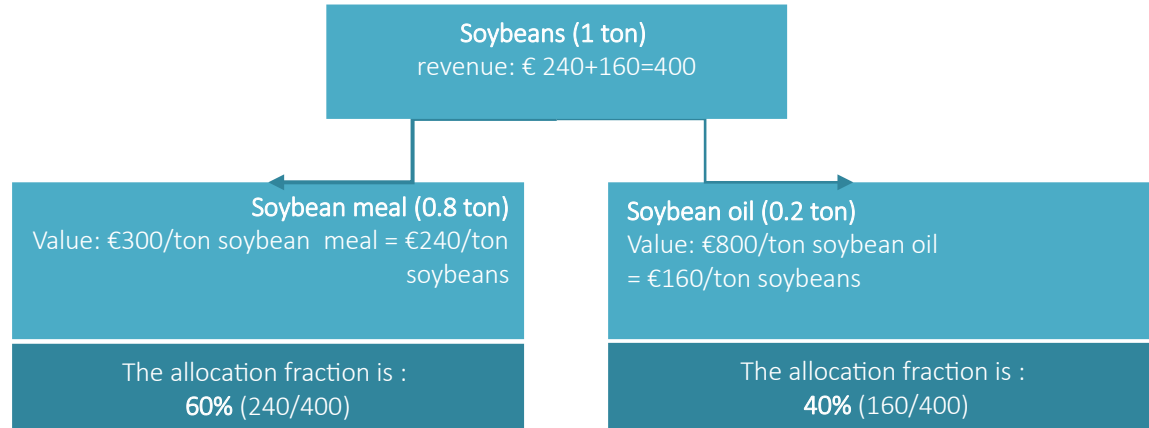 Soybeans (1 ton)
revenue: € 240+160=400
Soybean meal (0.8 ton)
Value: €300/ton soybean  meal = €240/ton
soybeans
The allocation fraction is :
60% (240/400)
Soybean oil (0.2 ton)
Value: €800/ton soybean oil
= €160/ton soybeans
The allocation fraction is :
40% (160/400)